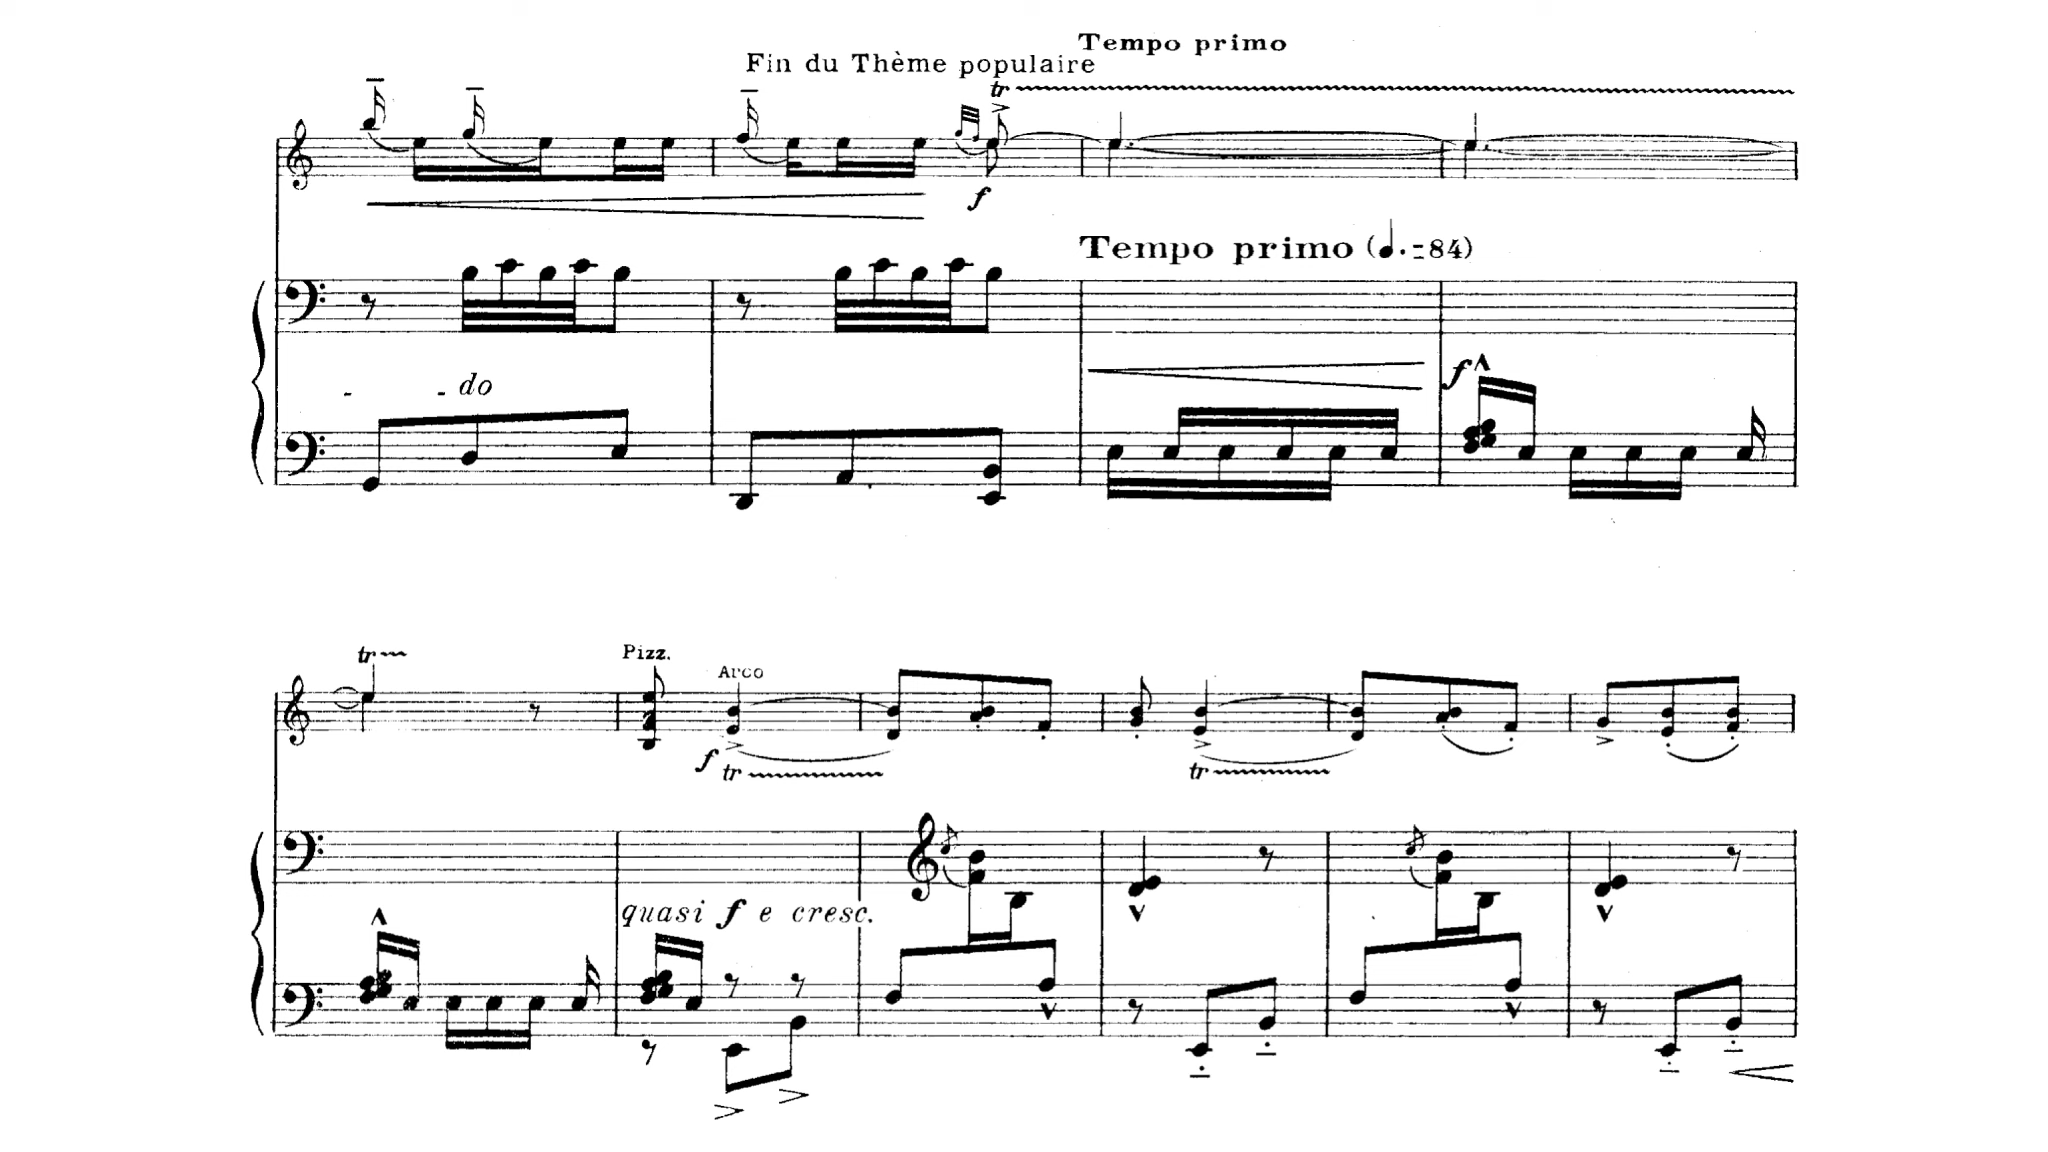 Tempo primo
Fin du Thème populaire
tr
f
Tempo primo (♩. = 84)
- - do
f
tr
Pizz.
Arco
f
tr
tr
quasi f e cresc.